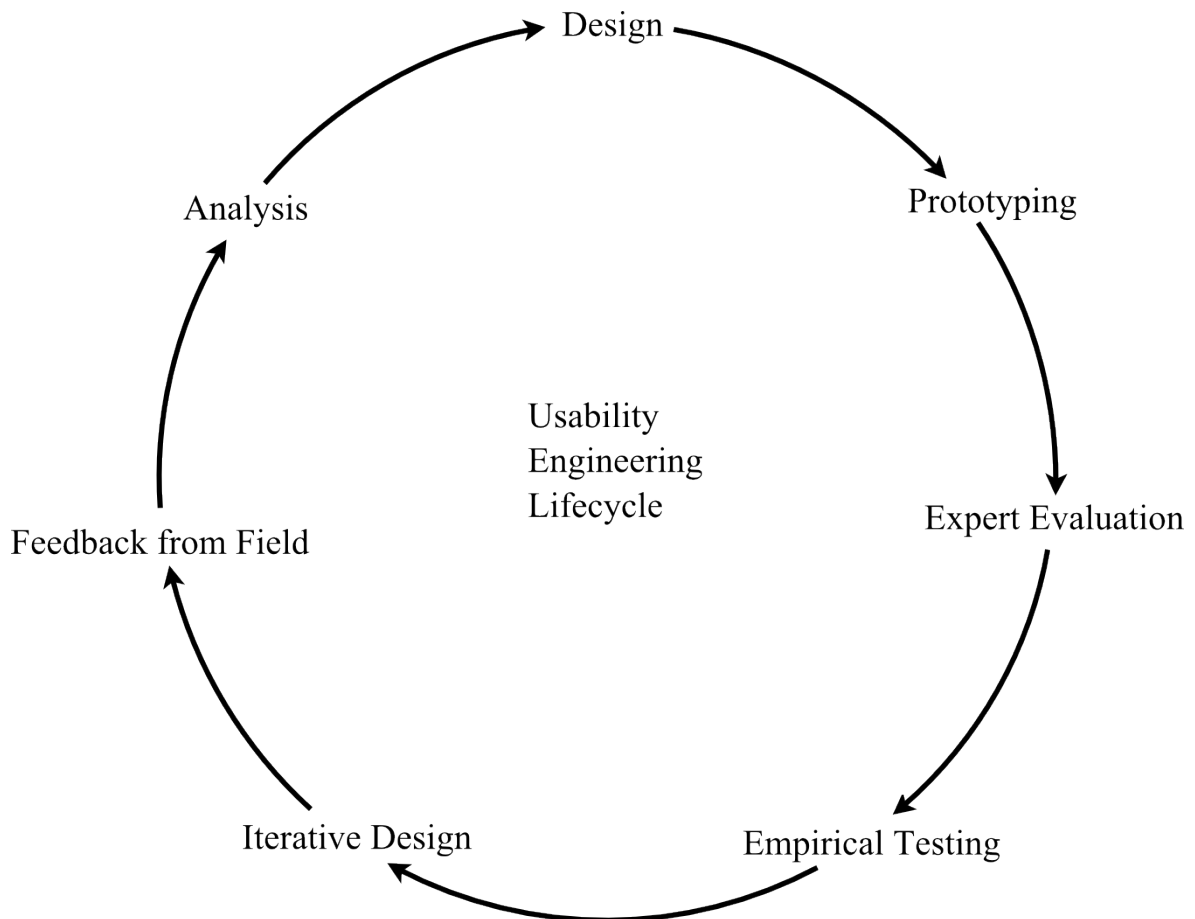 Design
Prototyping
Analysis
Usability
Engineering
Lifecycle
Expert Evaluation
Feedback from Field
Iterative Design
Empirical Testing